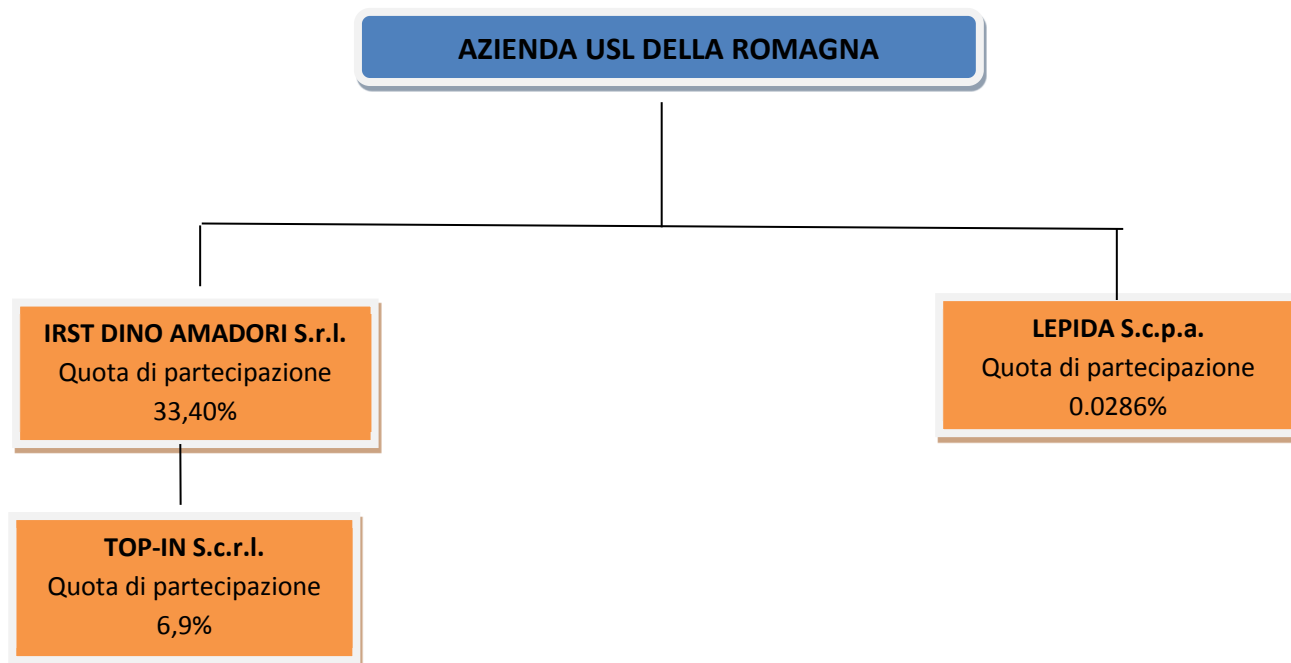 AZIENDA USL DELLA ROMAGNA
IRST DINO AMADORI S.r.l.
Quota di partecipazione
33,40%
LEPIDA S.c.p.a.
Quota di partecipazione
0.0286%
TOP-IN S.c.r.l.
Quota di partecipazione
6,9%